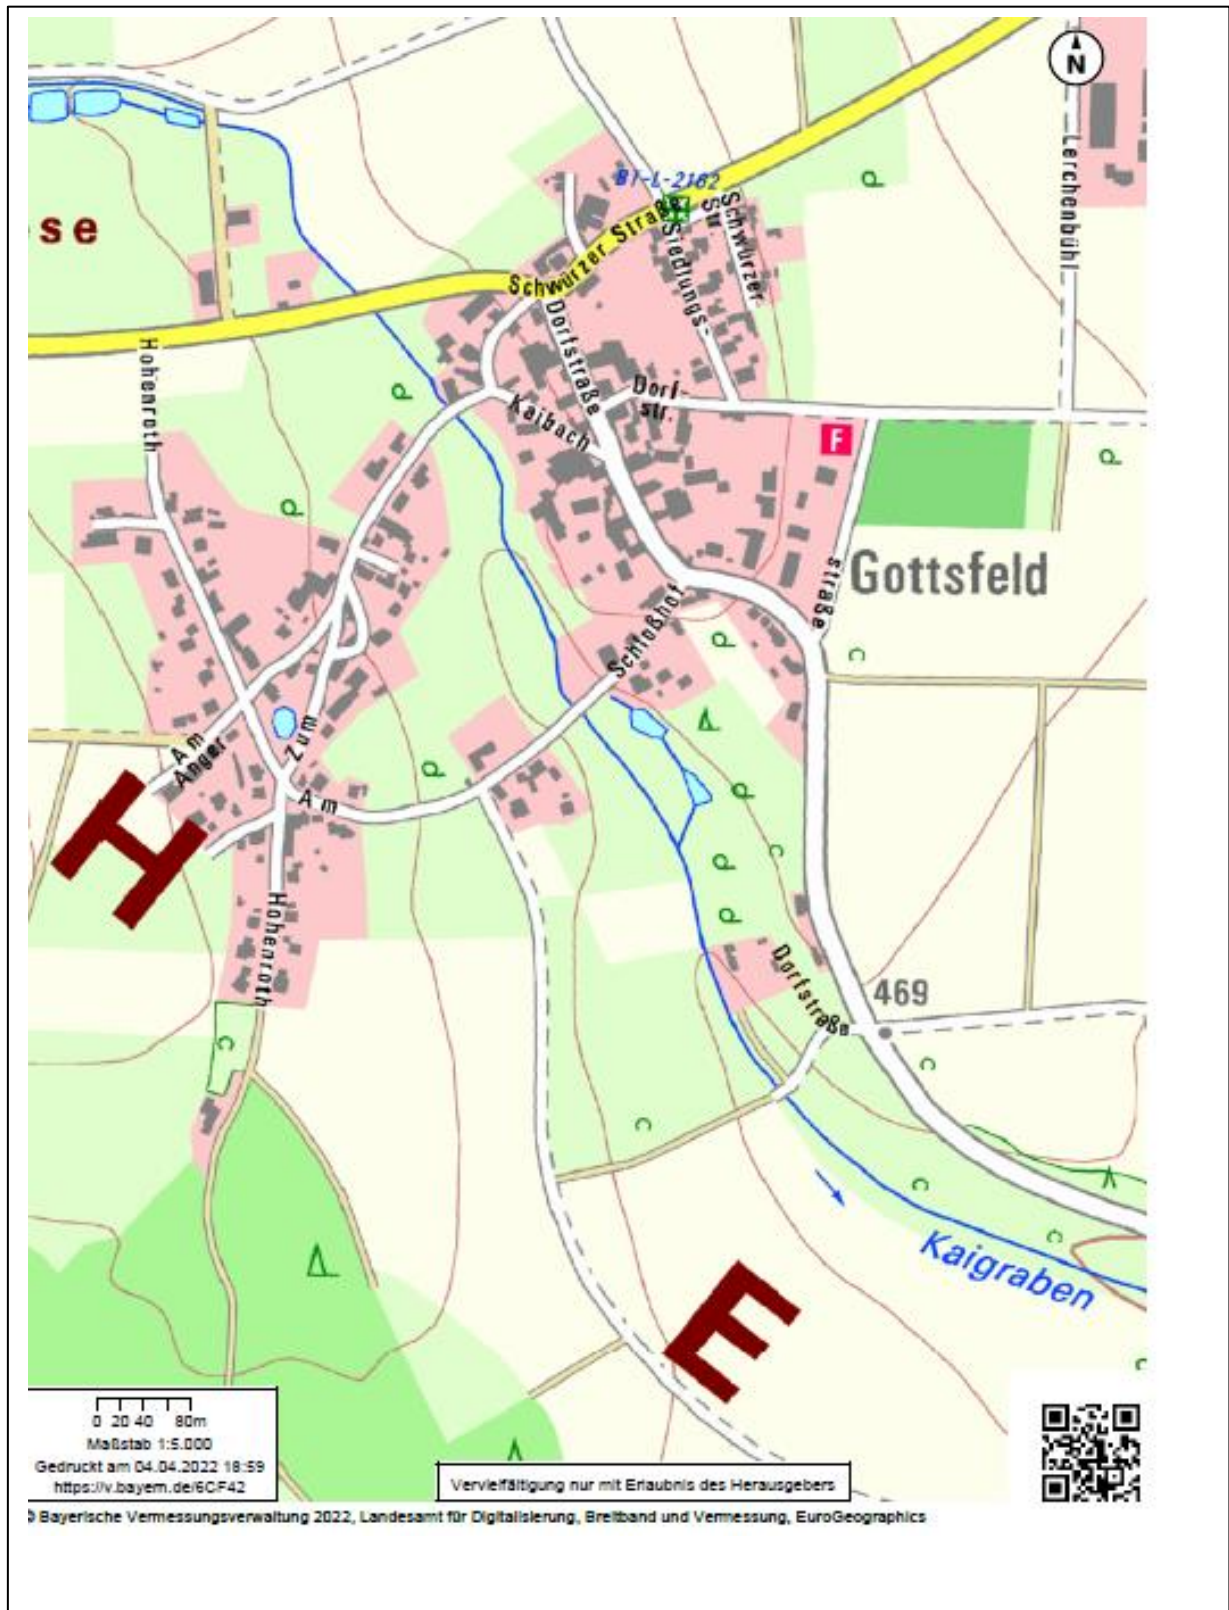 N
Lerchenbühl
BI-L-2162
se
Schwürzer Straße
Siedlungs-
Str.
Schwürzer
Hohenroth
Dorfstraße
Dorf-
str.
Kaibach
F
Gottsfeld
straße
Schloßhof
Am
Anger
Zum
Am
H
Hohenroth
Dorfstraße
469
Kaigraben
E
0 20 40 80m
Maßstab 1:5.000
Gedruckt am 04.04.2022 18:59
https://v.bayern.de/6CF42
Vervielfältigung nur mit Erlaubnis des Herausgebers
© Bayerische Vermessungsverwaltung 2022, Landesamt für Digitalisierung, Breitband und Vermessung, EuroGeographics